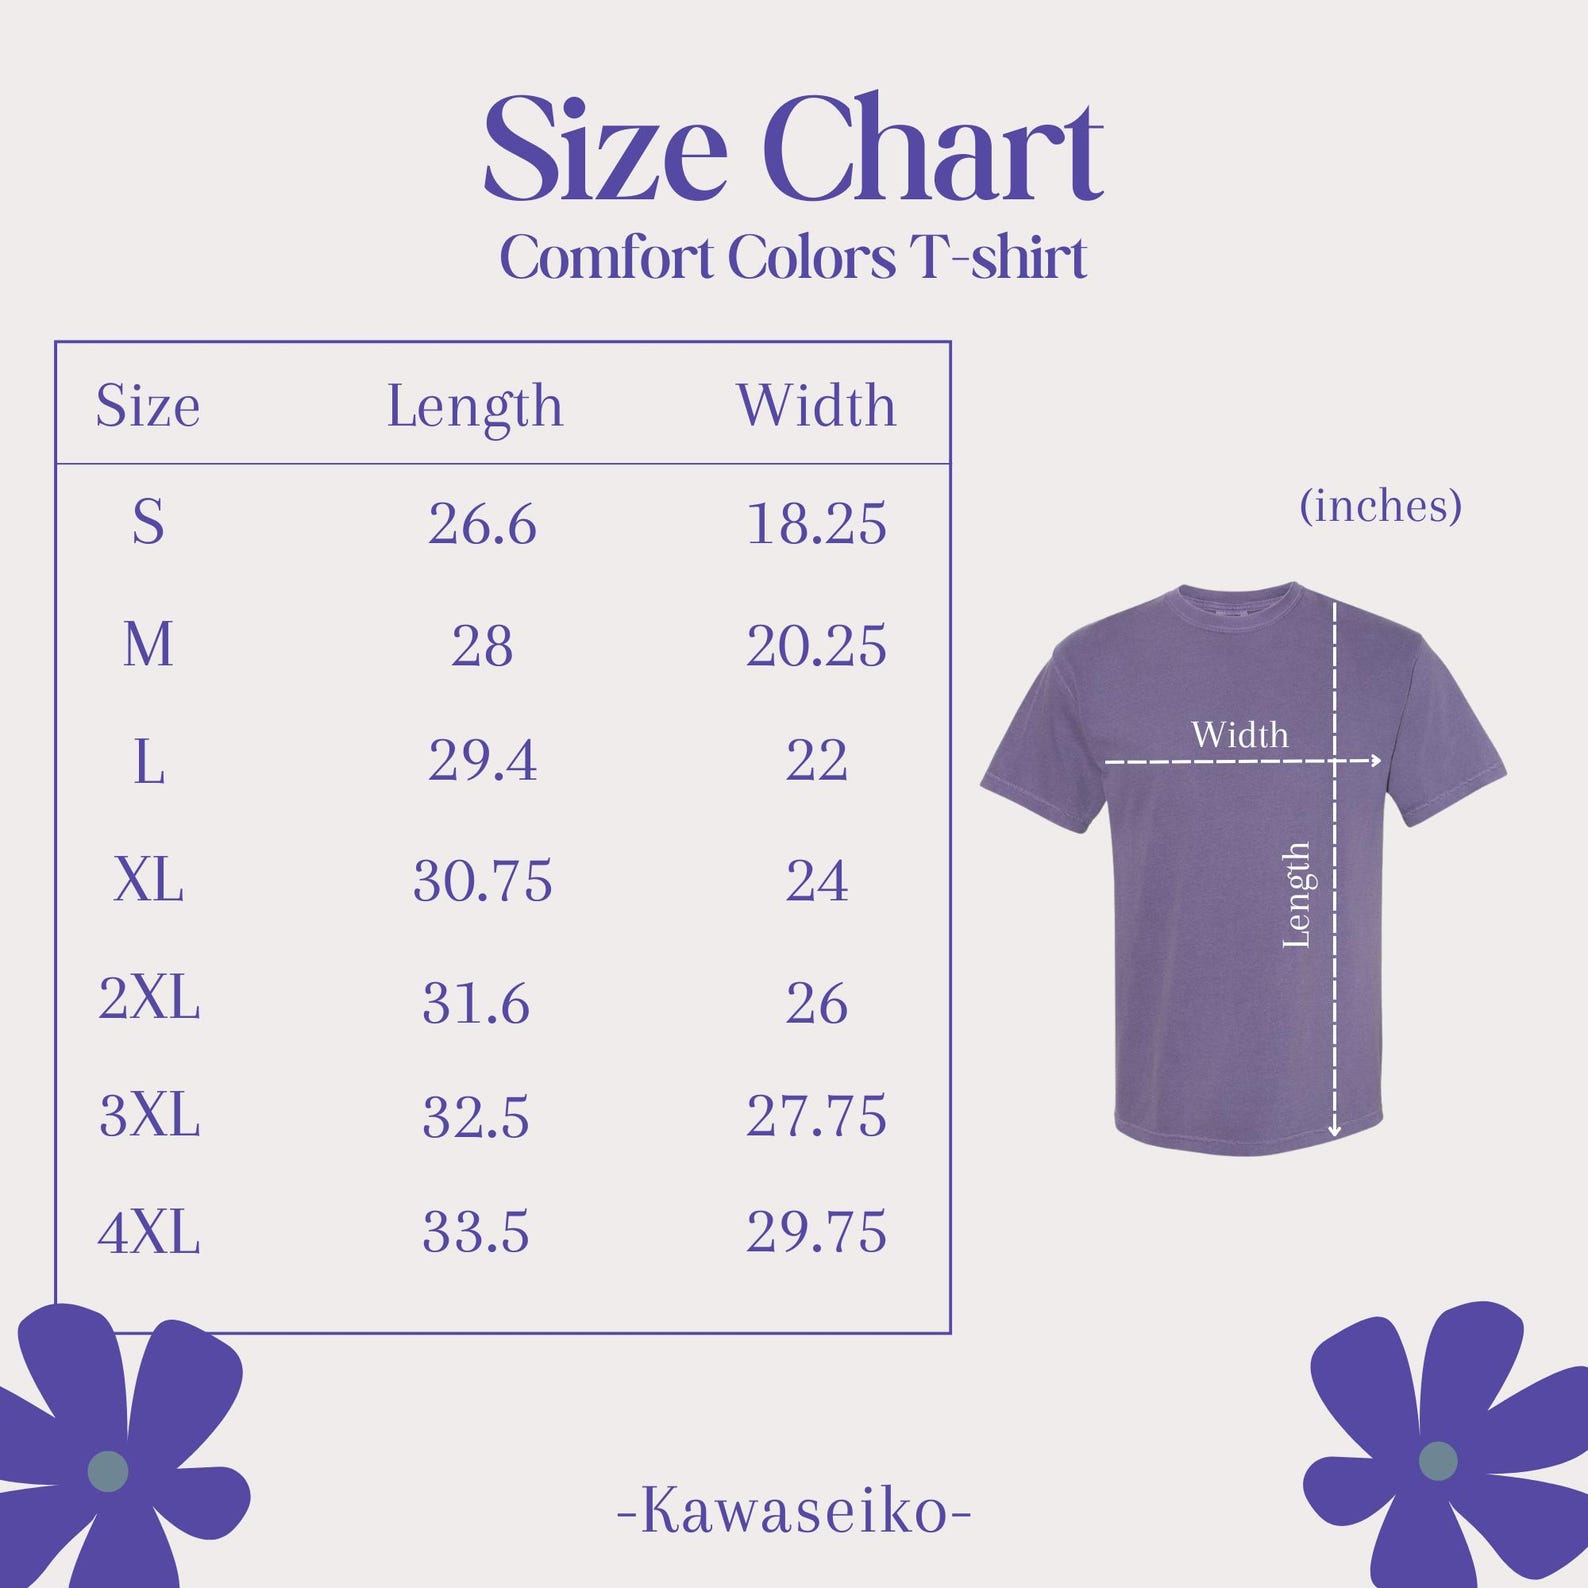 Size Chart
Comfort Colors T-shirt
Size Length Width
S 26.6 18.25
M 28 20.25
L 29.4 22
XL 30.75 24
2XL 31.6 26
3XL 32.5 27.75
4XL 33.5 29.75
(inches)
Width
Length
-Kawaseiko-